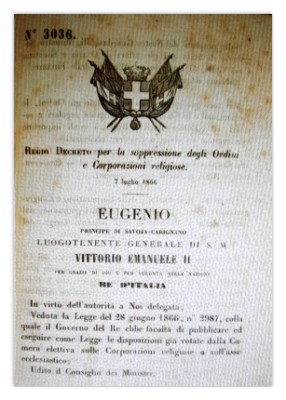 N° 3036.
REGIO DECRETO per la soppressione degli Ordini
e Corporazioni religiose.
7 luglio 1866
EUGENIO
PRINCIPE DI SAVOIA-CARIGNANO
LUOGOTENENTE GENERALE DI S. M.
VITTORIO EMANUELE II
PER GRAZIA DI DIO E PER VOLONTÀ DELLA NAZIONE
RE D'ITALIA
In virtù dell'autorità a Noi delegata;
Veduta la Legge del 28 giugno 1866, n° 2987, colla
quale il Governo del Re ebbe facoltà di pubblicare ed
eseguire come Legge le disposizioni già votate dalla Ca-
mera elettiva sulle Corporazioni religiose e sull'asse
ecclesiastico;
Udito il Consiglio dei Ministri;